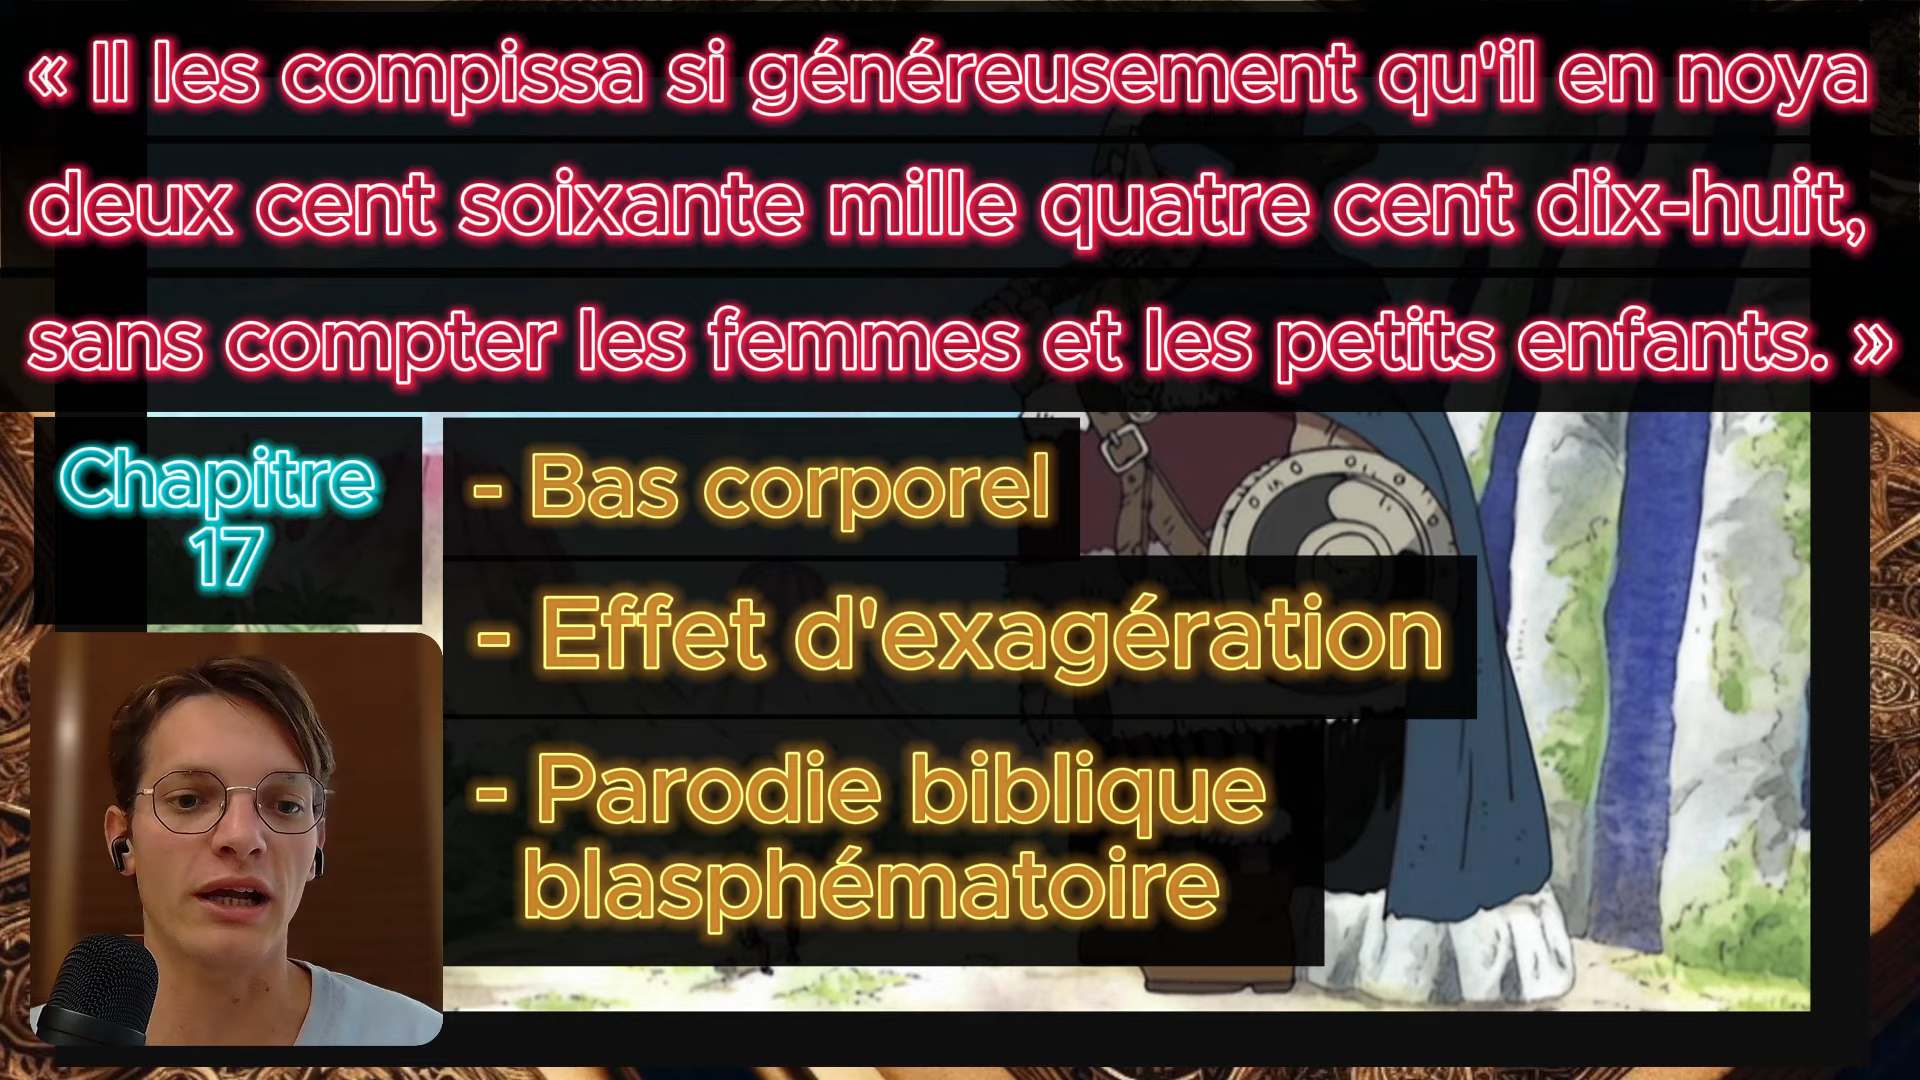 « Il les compissa si généreusement qu'il en noya
deux cent soixante mille quatre cent dix-huit,
sans compter les femmes et les petits enfants. »
Chapitre
17
- Bas corporel
- Effet d'exagération
- Parodie biblique
blasphématoire